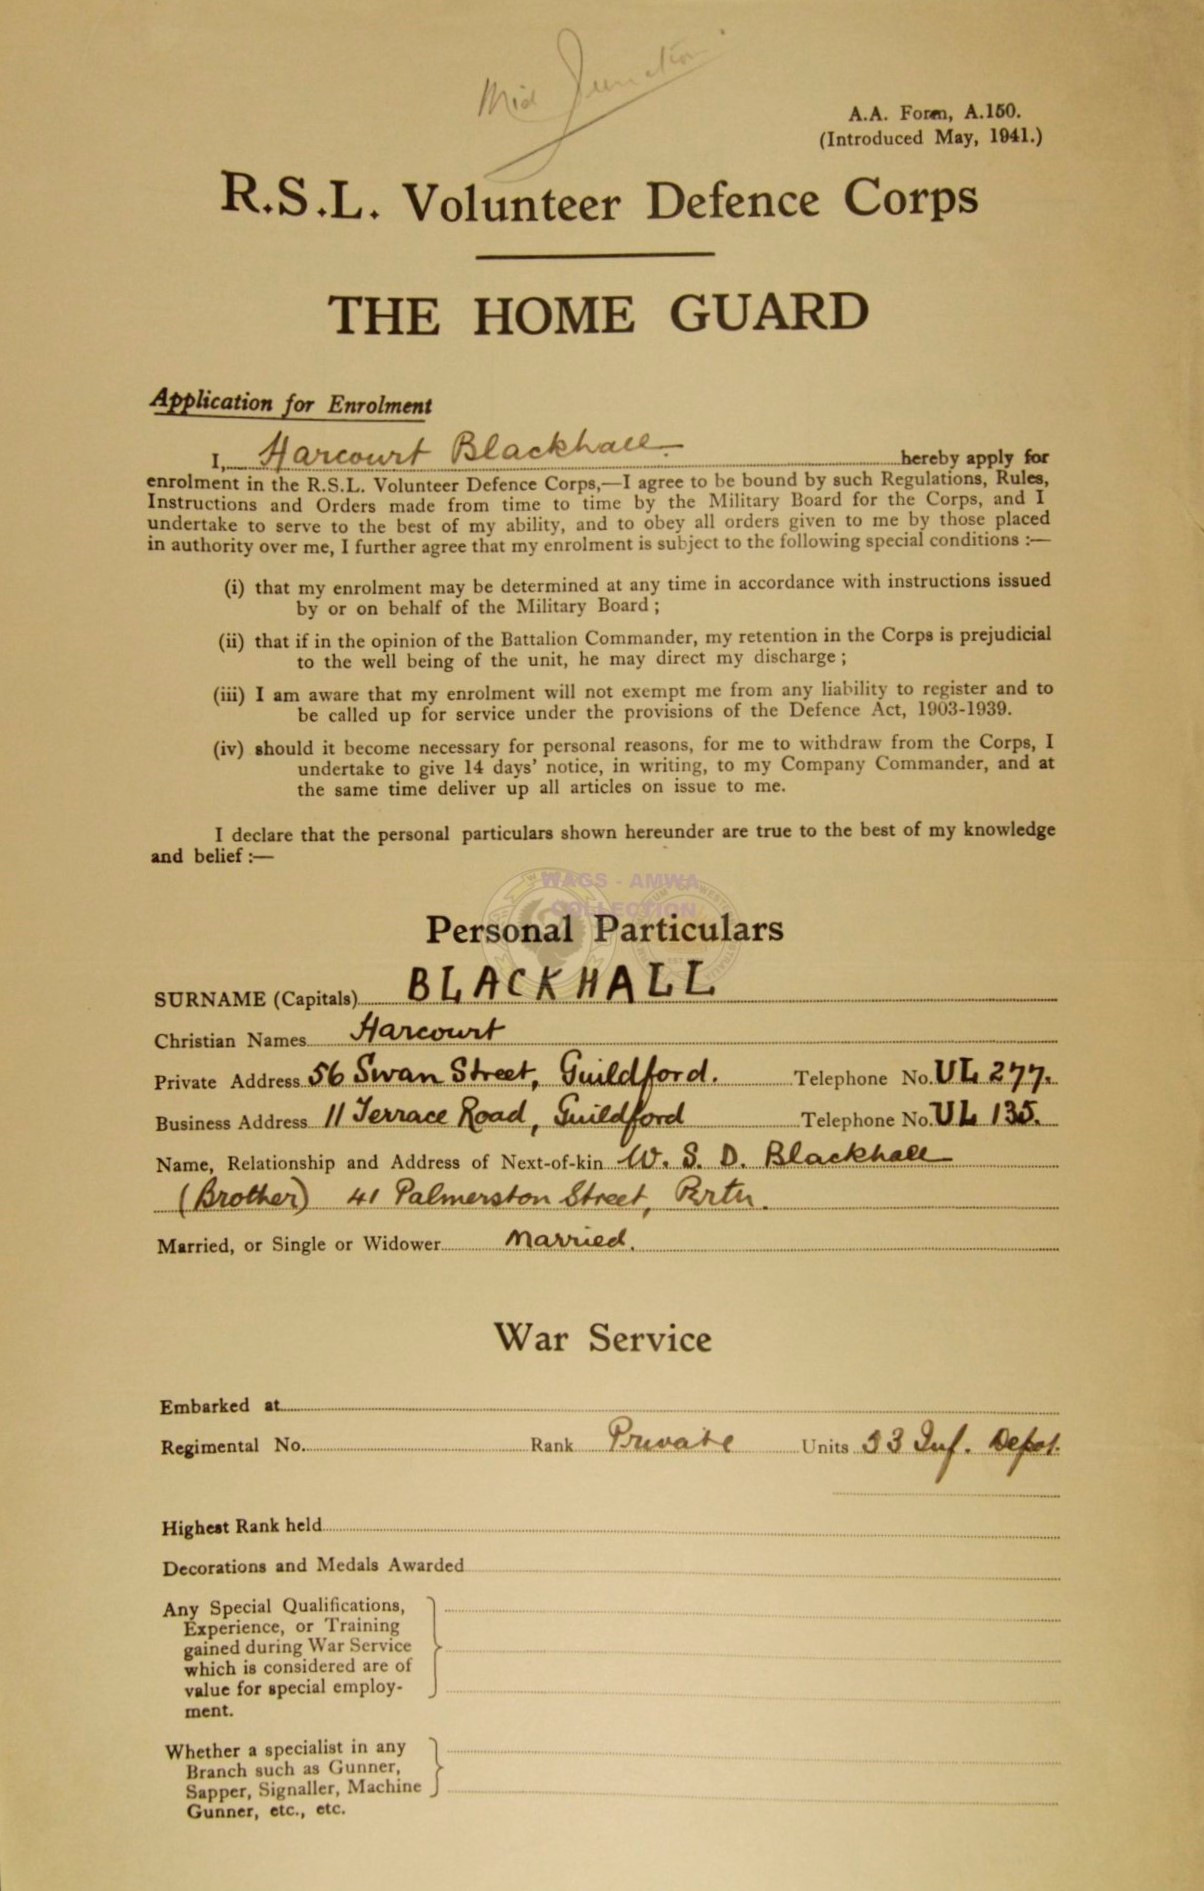 Mid Junction
A.A. Form, A.150.
(Introduced May, 1941.)
R.S.L. Volunteer Defence Corps
THE HOME GUARD
Application for Enrolment
I, Harcourt Blackhall. hereby apply for
enrolment in the R.S.L. Volunteer Defence Corps,—I agree to be bound by such Regulations, Rules,
Instructions and Orders made from time to time by the Military Board for the Corps, and I
undertake to serve to the best of my ability, and to obey all orders given to me by those placed
in authority over me, I further agree that my enrolment is subject to the following special conditions :—
(i) that my enrolment may be determined at any time in accordance with instructions issued
by or on behalf of the Military Board ;
(ii) that if in the opinion of the Battalion Commander, my retention in the Corps is prejudicial
to the well being of the unit, he may direct my discharge ;
(iii) I am aware that my enrolment will not exempt me from any liability to register and to
be called up for service under the provisions of the Defence Act, 1903-1939.
(iv) should it become necessary for personal reasons, for me to withdraw from the Corps, I
undertake to give 14 days' notice, in writing, to my Company Commander, and at
the same time deliver up all articles on issue to me.
I declare that the personal particulars shown hereunder are true to the best of my knowledge
and belief :—
WAGS - AMWA
COLLECTION
Personal Particulars
SURNAME (Capitals) BLACKHALL
Christian Names Harcourt
Private Address 56 Swan Street, Guildford. Telephone No. UL 277.
Business Address 11 Terrace Road, Guildford Telephone No. UL 135.
Name, Relationship and Address of Next-of-kin W. S. D. Blackhall
(Brother) 41 Palmerston Street, Perth.
Married, or Single or Widower Married.
War Service
Embarked at
Regimental No. Rank Private Units 33 Inf. Depot.
Highest Rank held
Decorations and Medals Awarded
Any Special Qualifications,
Experience, or Training
gained during War Service
which is considered are of
value for special employ-
ment.
Whether a specialist in any
Branch such as Gunner,
Sapper, Signaller, Machine
Gunner, etc., etc.